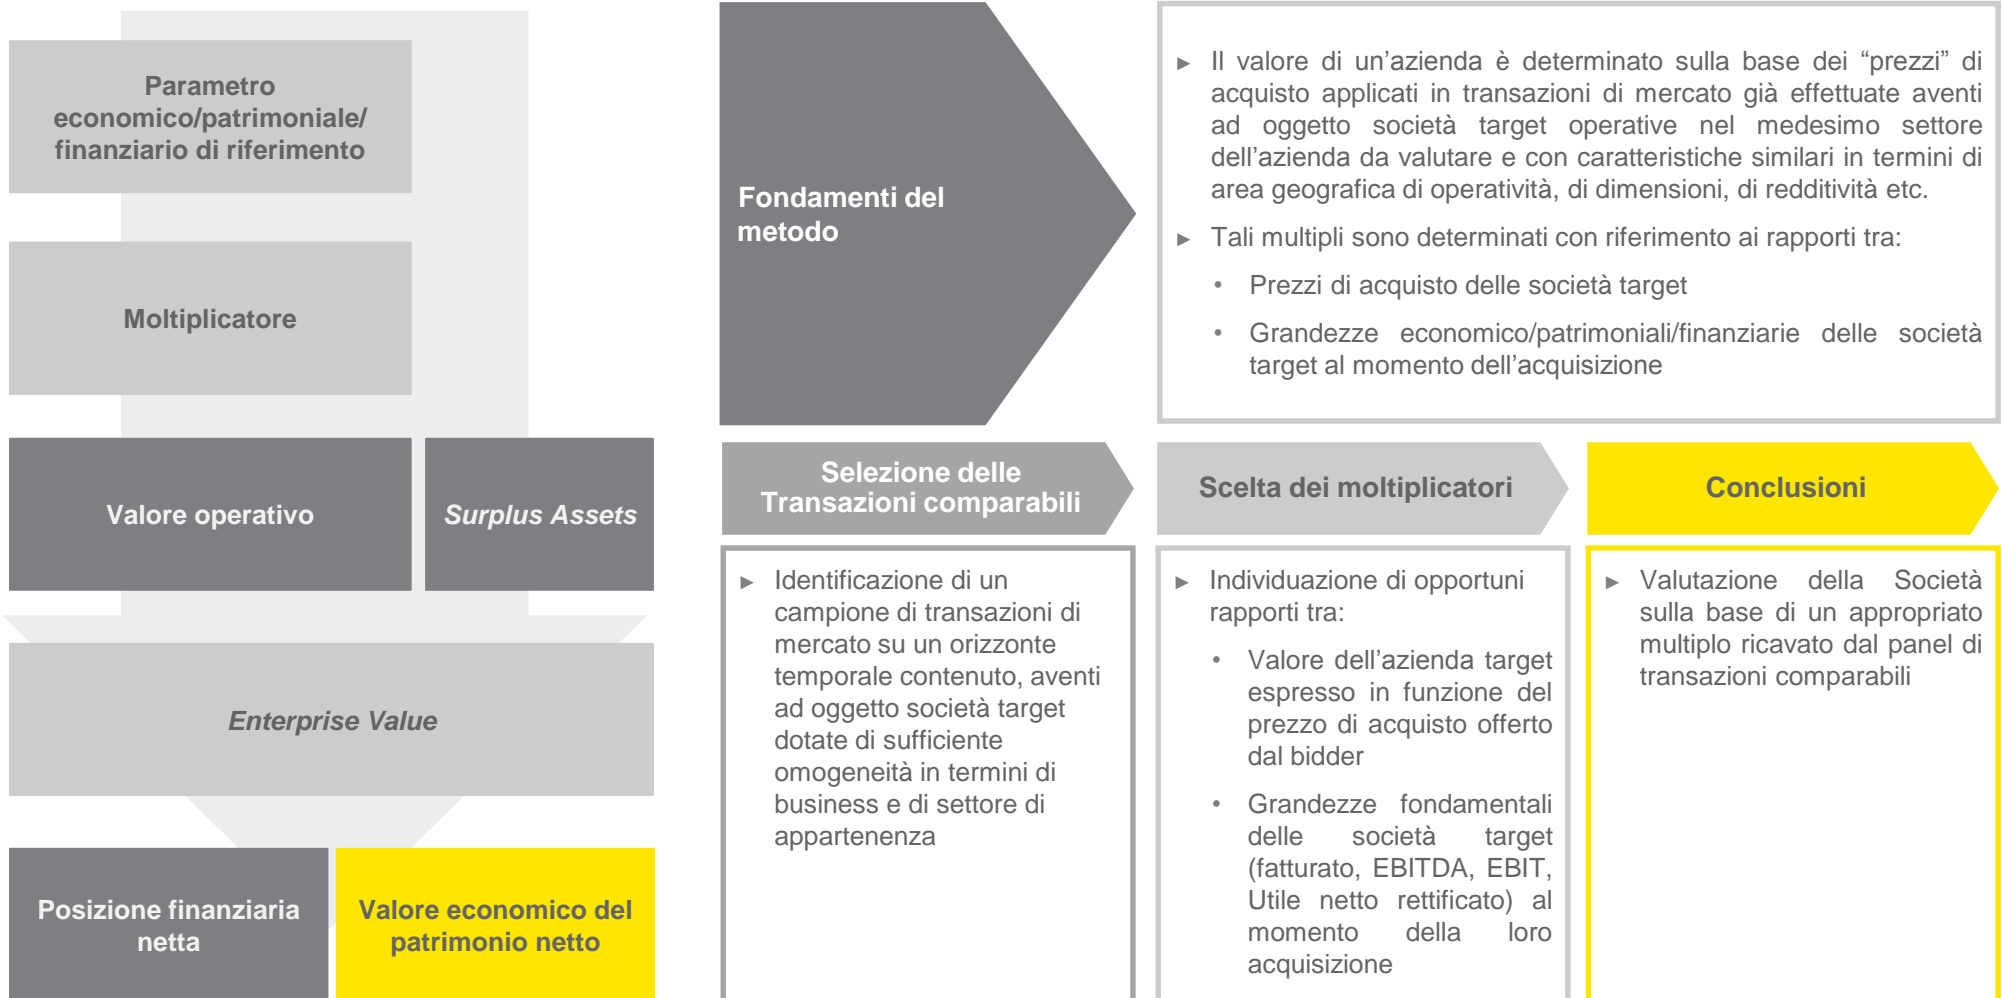 Parametro
economico/patrimoniale/
finanziario di riferimento
Moltiplicatore
Valore operativo
Surplus Assets
Enterprise Value
Posizione finanziaria
netta
Valore economico del
patrimonio netto
Fondamenti del
metodo
► Il valore di un’azienda è determinato sulla base dei “prezzi” di
acquisto applicati in transazioni di mercato già effettuate aventi
ad oggetto società target operative nel medesimo settore
dell’azienda da valutare e con caratteristiche similari in termini di
area geografica di operatività, di dimensioni, di redditività etc.
► Tali multipli sono determinati con riferimento ai rapporti tra:
• Prezzi di acquisto delle società target
• Grandezze economico/patrimoniali/finanziarie delle società
target al momento dell’acquisizione
Selezione delle
Transazioni comparabili
► Identificazione di un
campione di transazioni di
mercato su un orizzonte
temporale contenuto, aventi
ad oggetto società target
dotate di sufficiente
omogeneità in termini di
business e di settore di
appartenenza
Scelta dei moltiplicatori
► Individuazione di opportuni
rapporti tra:
• Valore dell’azienda target
espresso in funzione del
prezzo di acquisto offerto
dal bidder
• Grandezze fondamentali
delle società target
(fatturato, EBITDA, EBIT,
Utile netto rettificato) al
momento della loro
acquisizione
Conclusioni
► Valutazione della Società
sulla base di un appropriato
multiplo ricavato dal panel di
transazioni comparabili